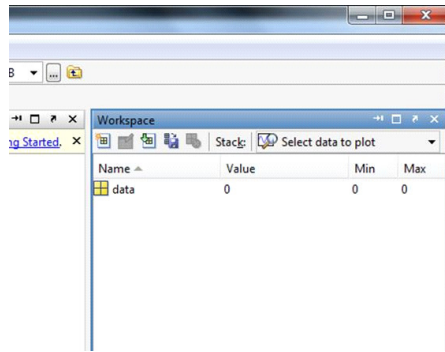 B
Workspace
ng Started.
Stack: Select data to plot
Name Value Min Max
data 0 0 0